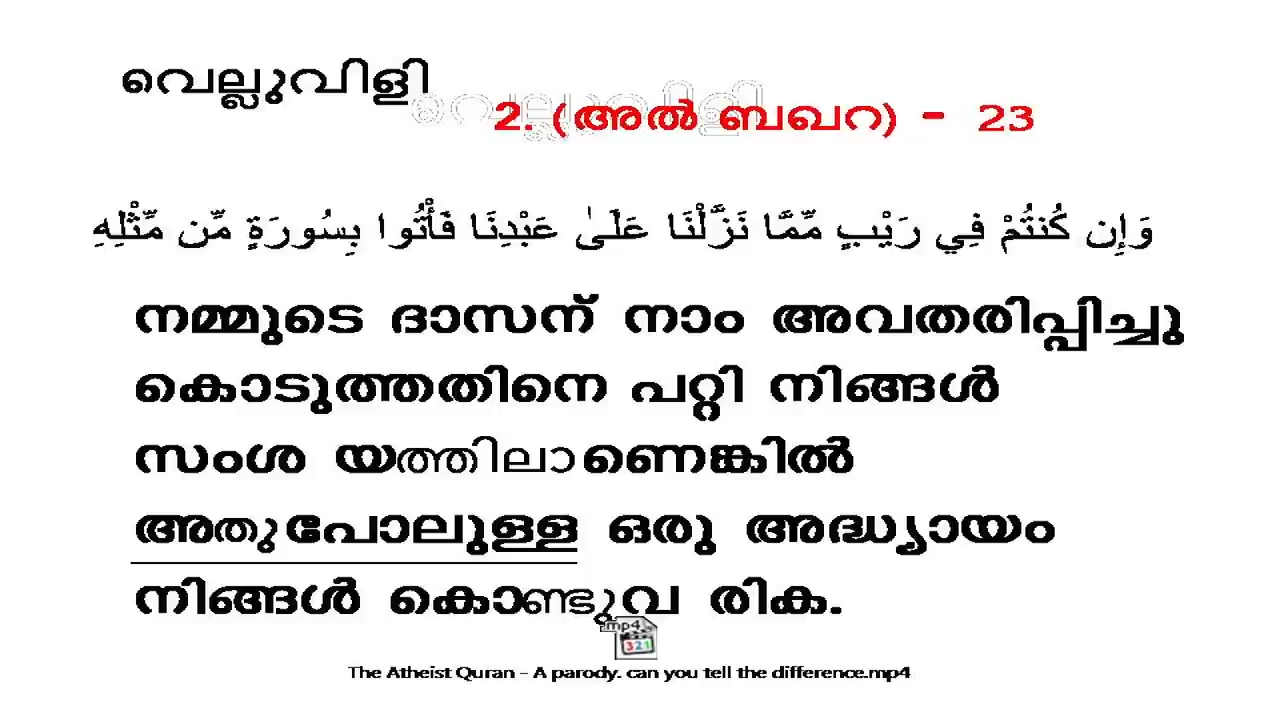 വെല്ലുവിളി
വെല്ലുവിളി
2. (അൽ ബഖറ) - 23
وَإِن كُنتُمْ فِي رَيْبٍ مِّمَّا نَزَّلْنَا عَلَىٰ عَبْدِنَا فَأْتُوا بِسُورَةٍ مِّن مِّثْلِهِ
നമ്മുടെ ദാസന് നാം അവതരിപ്പിച്ചു
കൊടുത്തതിനെ പറ്റി നിങ്ങൾ
സംശ യത്തിലാണെങ്കിൽ
അതുപോലുള്ള ഒരു അദ്ധ്യായം
നിങ്ങൾ കൊണ്ടുവ രിക.
mp4
321
The Atheist Quran - A parody. can you tell the difference.mp4